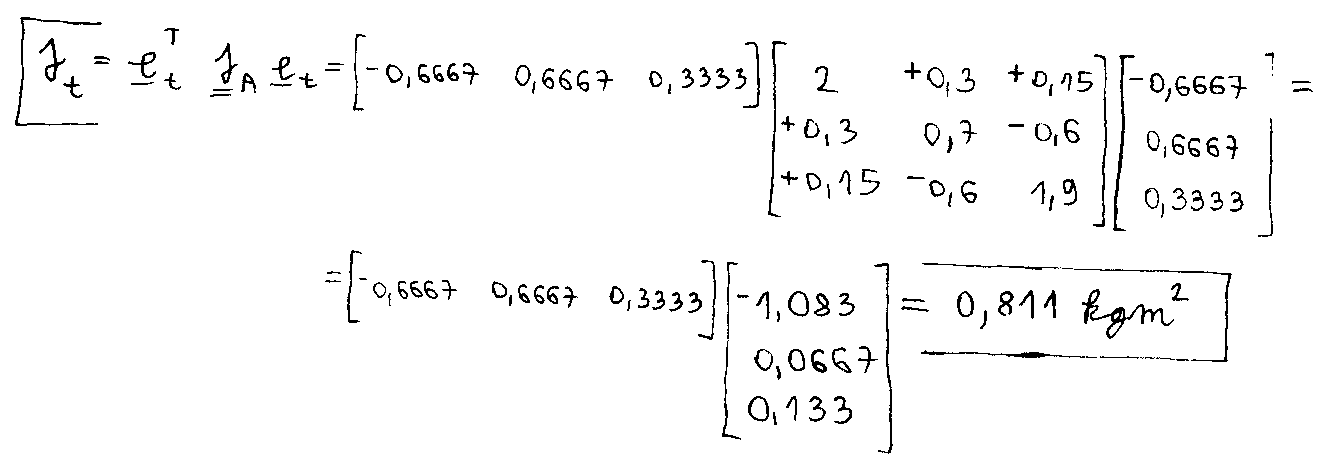 J_t = e_t^T J_A e_t = [-0,6667 0,6667 0,3333] [2 +0,3 +0,15; +0,3 0,7 -0,6; +0,15 -0,6 1,9] [-0,6667; 0,6667; 0,3333] =
= [-0,6667 0,6667 0,3333] [-1,083; 0,0667; 0,133] = 0,811 kgm²